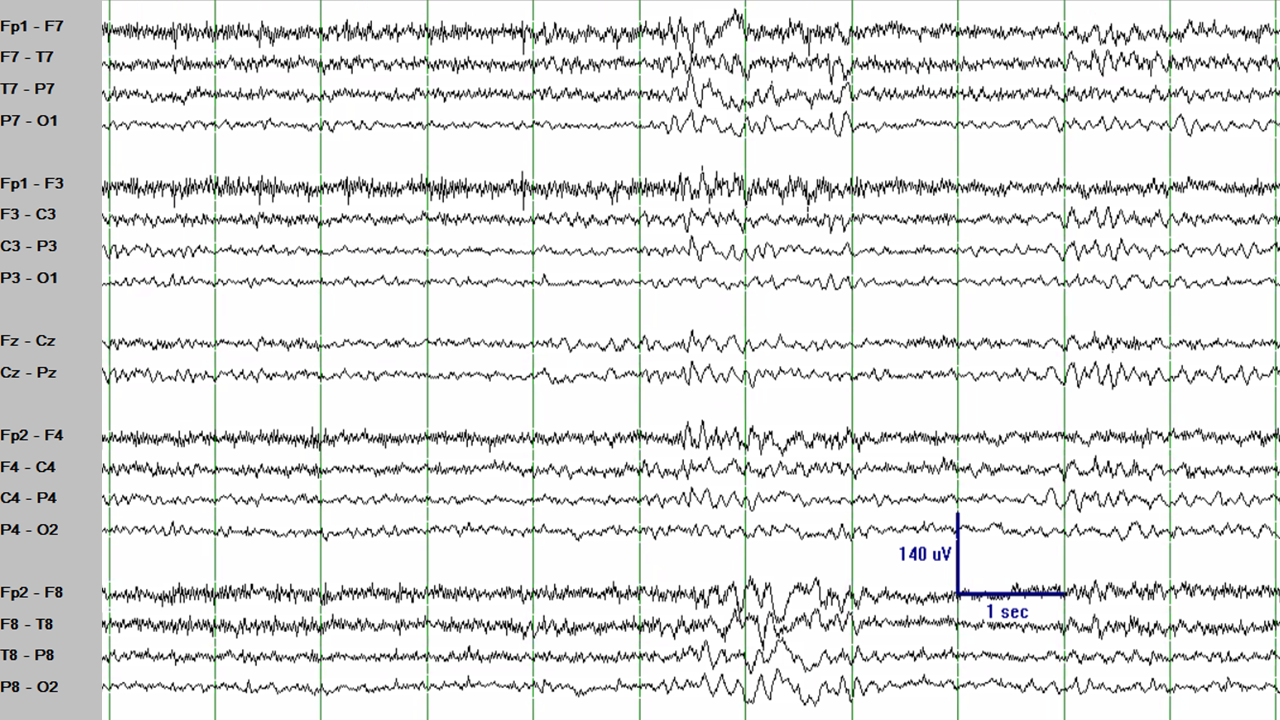 Fp1 - F7
F7 - T7
T7 - P7
P7 - O1
Fp1 - F3
F3 - C3
C3 - P3
P3 - O1
Fz - Cz
Cz - Pz
Fp2 - F4
F4 - C4
C4 - P4
P4 - O2
140 uV
Fp2 - F8
1 sec
F8 - T8
T8 - P8
P8 - O2